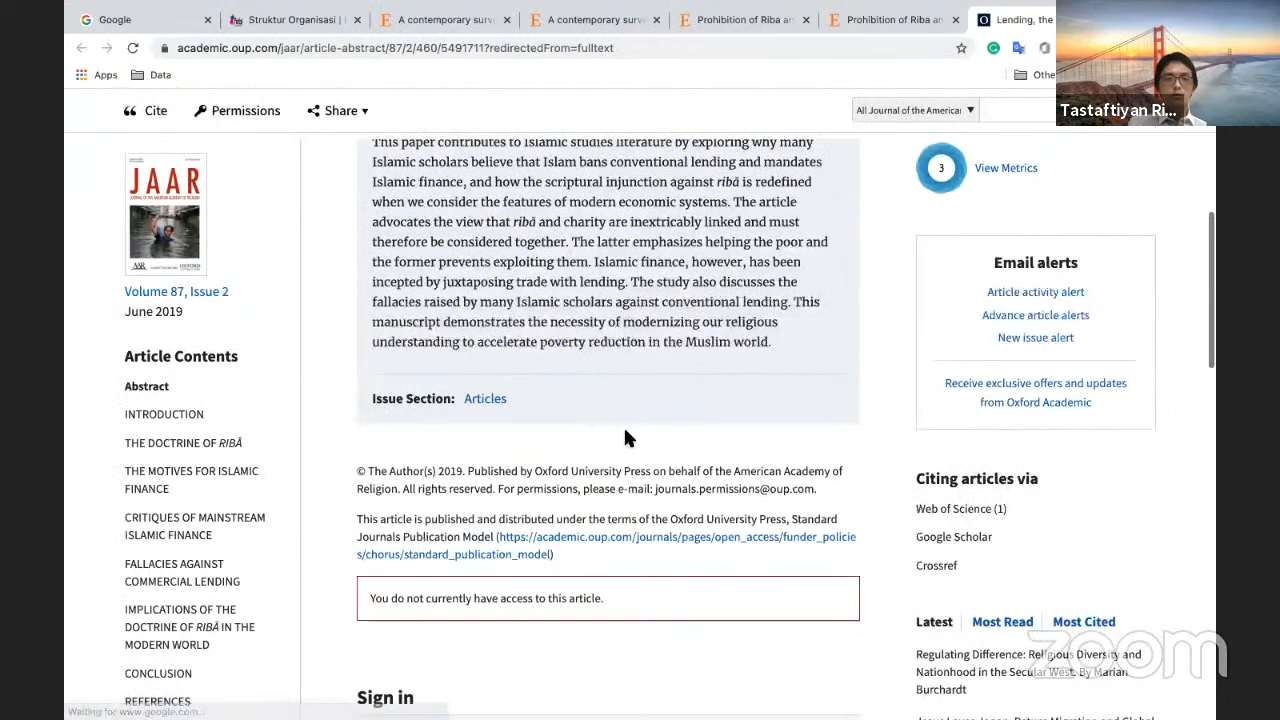 Google
Struktur Organisasi |
A contemporary surv
A contemporary surve
Prohibition of Riba an
Prohibition of Riba an
Lending, the
academic.oup.com/jaar/article-abstract/87/2/460/5491711?redirectedFrom=fulltext
Apps
Data
Othe
Tastaftiyan Ri...
Cite
Permissions
Share
All Journal of the American
JAAR
AAR
Volume 87, Issue 2
June 2019
Article Contents
Abstract
INTRODUCTION
THE DOCTRINE OF RIBĀ
THE MOTIVES FOR ISLAMIC
FINANCE
CRITIQUES OF MAINSTREAM
ISLAMIC FINANCE
FALLACIES AGAINST
COMMERCIAL LENDING
IMPLICATIONS OF THE
DOCTRINE OF RIBĀ IN THE
MODERN WORLD
CONCLUSION
REFERENCES
Waiting for www.google.com...
This paper contributes to Islamic studies literature by exploring why many
Islamic scholars believe that Islam bans conventional lending and mandates
Islamic finance, and how the scriptural injunction against ribā is redefined
when we consider the features of modern economic systems. The article
advocates the view that ribā and charity are inextricably linked and must
therefore be considered together. The latter emphasizes helping the poor and
the former prevents exploiting them. Islamic finance, however, has been
incepted by juxtaposing trade with lending. The study also discusses the
fallacies raised by many Islamic scholars against conventional lending. This
manuscript demonstrates the necessity of modernizing our religious
understanding to accelerate poverty reduction in the Muslim world.
Issue Section: Articles
© The Author(s) 2019. Published by Oxford University Press on behalf of the American Academy of
Religion. All rights reserved. For permissions, please e-mail: journals.permissions@oup.com.
This article is published and distributed under the terms of the Oxford University Press, Standard
Journals Publication Model (https://academic.oup.com/journals/pages/open_access/funder_policie
s/chorus/standard_publication_model)
You do not currently have access to this article.
Sign in
3
View Metrics
Email alerts
Article activity alert
Advance article alerts
New issue alert
Receive exclusive offers and updates
from Oxford Academic
Citing articles via
Web of Science (1)
Google Scholar
Crossref
Latest
Most Read
Most Cited
Regulating Difference: Religious Diversity and
Nationhood in the Secular West. By Marian
Burchardt
zoom